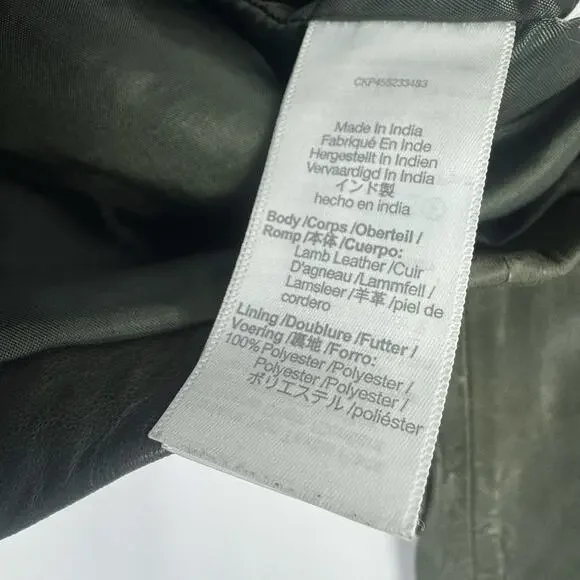 CKP458233483
Made In India
Fabriqué En Inde
Hergestellt In Indien
Vervaardigd In India
インド製
hecho en india
Body /Corps /Oberteil /
Romp /本体 /Cuerpo:
Lamb Leather /Cuir
D'agneau /Lammfell /
Lamsleer /羊革 /piel de
cordero
Lining /Doublure /Futter /
Voering /裏地 /Forro:
100% Polyester /Polyester /
Polyester /Polyester /
ポリエステル /poliéster